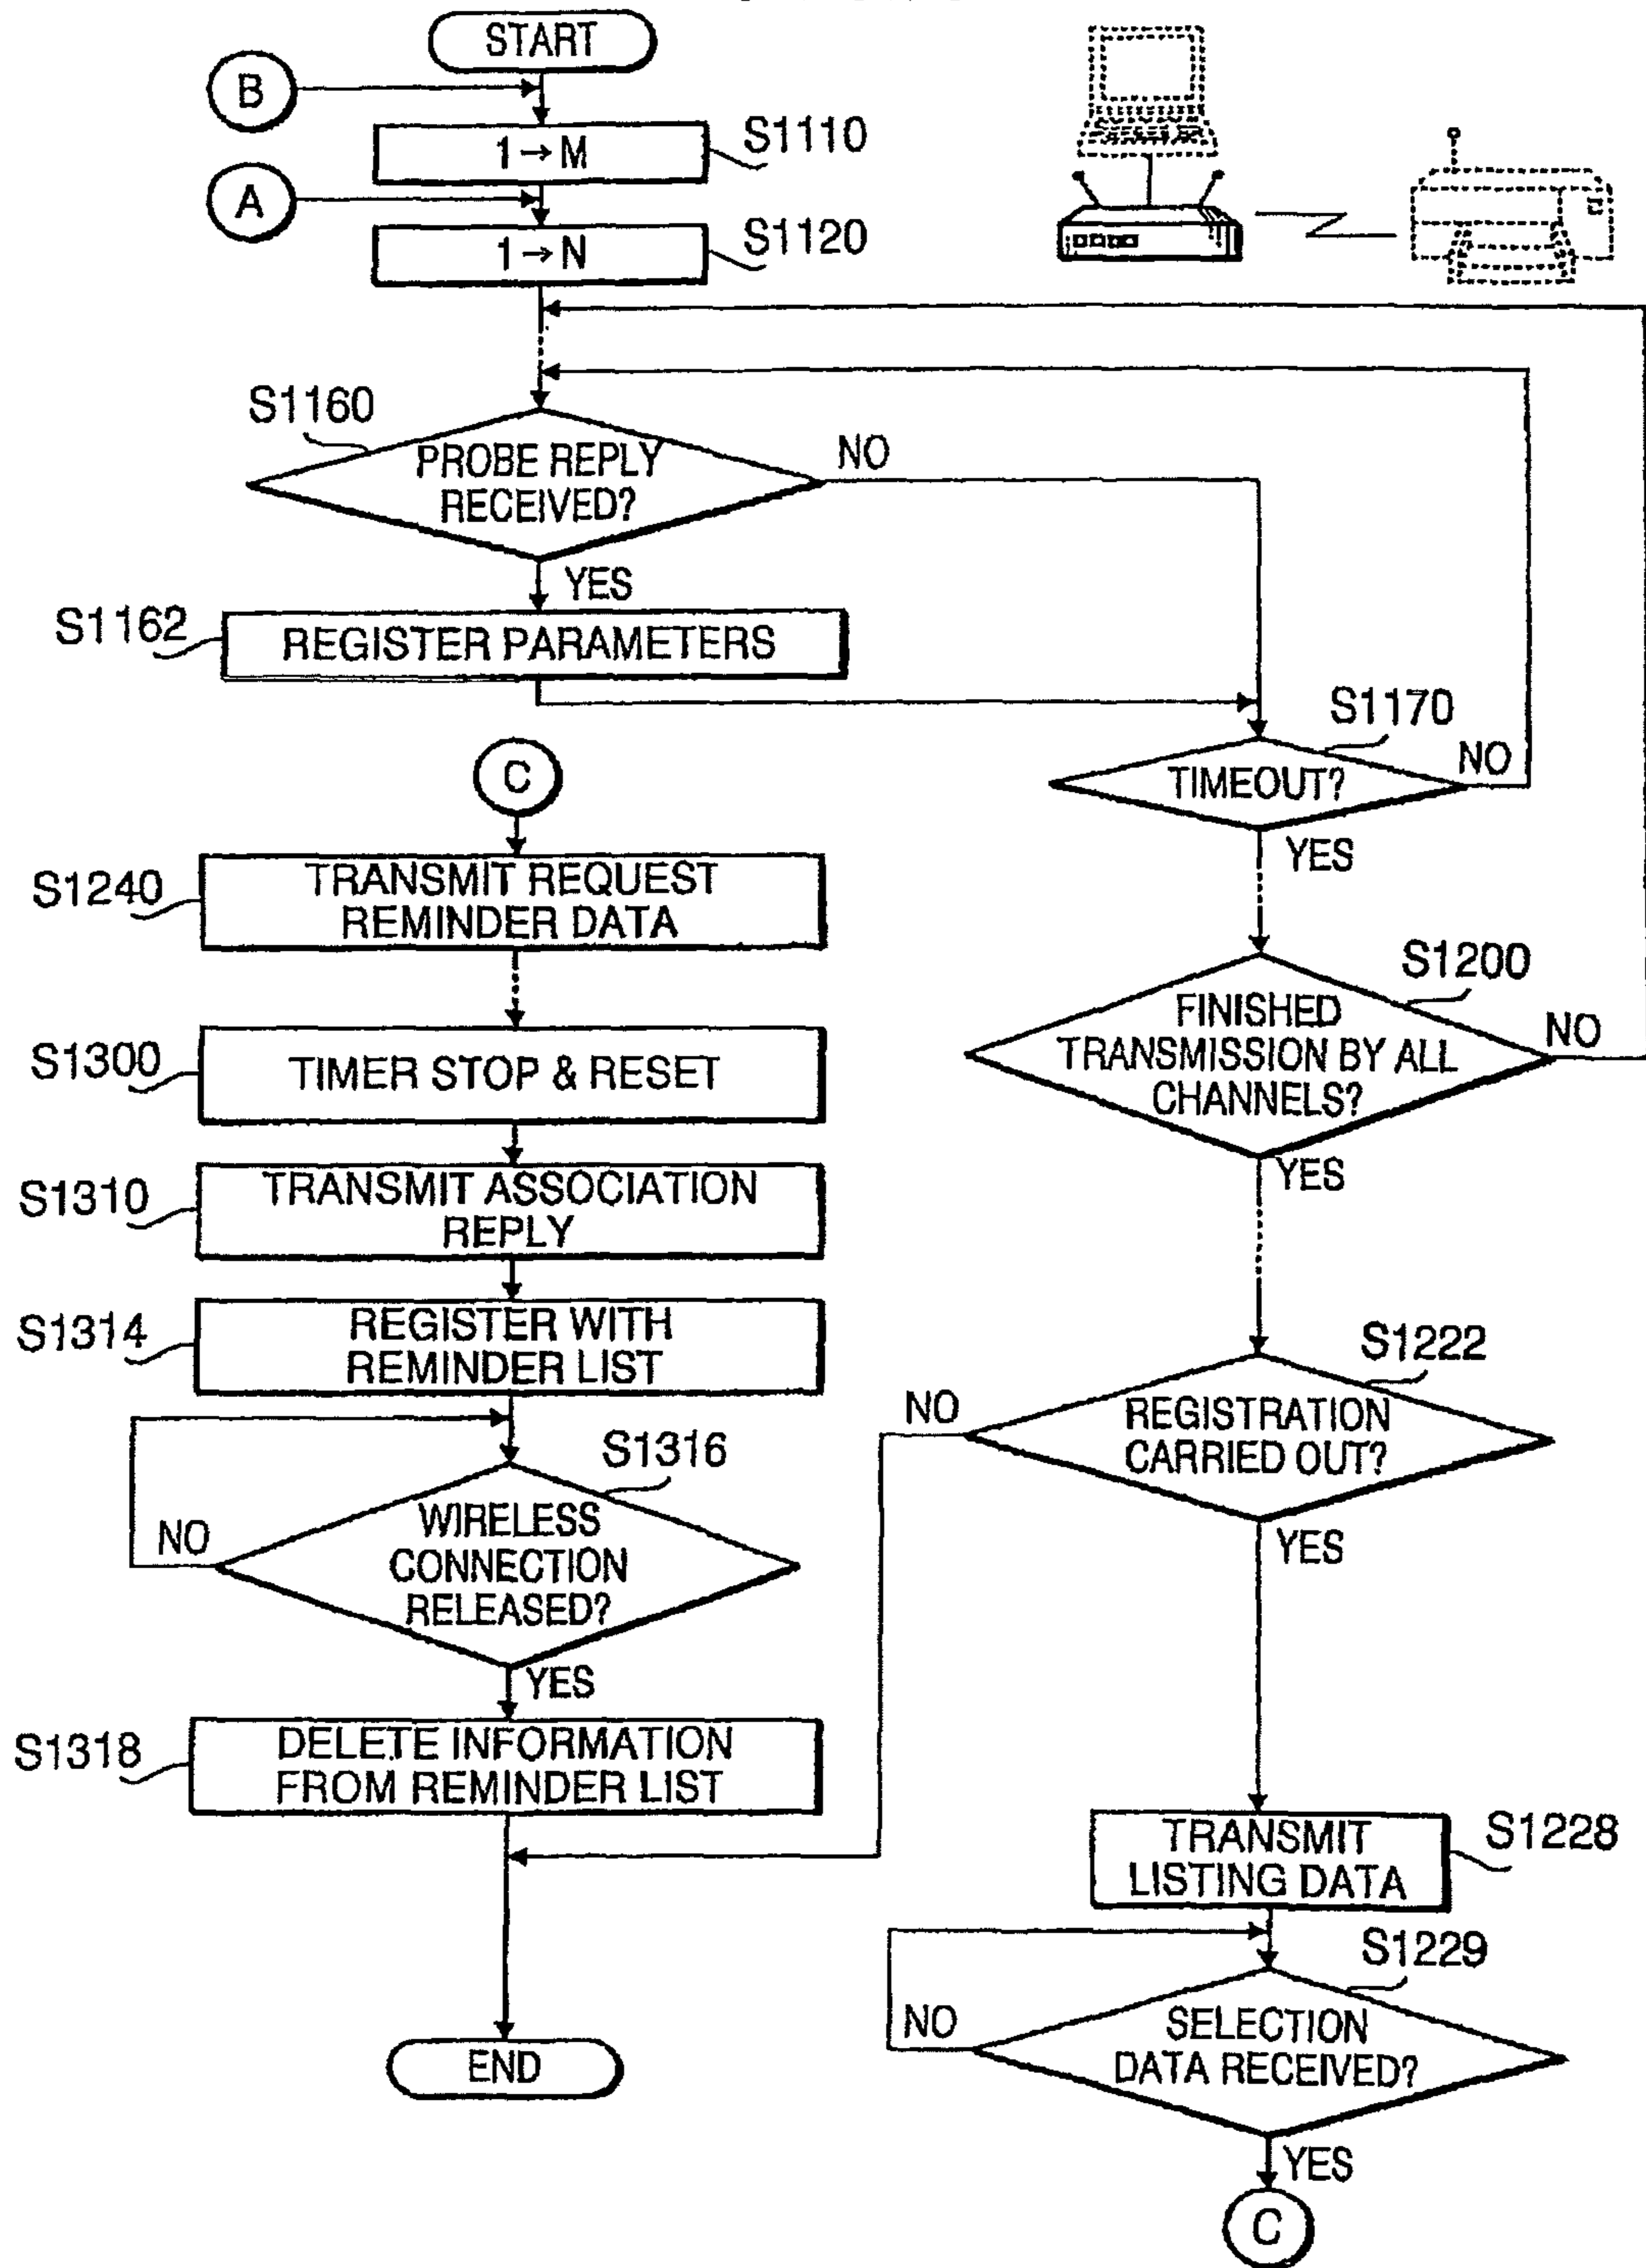 START
B
S1110
1→M
A
S1120
1→N
S1160
PROBE REPLY
RECEIVED?
NO
YES
S1162
REGISTER PARAMETERS
S1170
TIMEOUT?
NO
YES
C
S1240
TRANSMIT REQUEST
REMINDER DATA
S1200
FINISHED
TRANSMISSION BY ALL
CHANNELS?
NO
YES
S1300
TIMER STOP & RESET
S1310
TRANSMIT ASSOCIATION
REPLY
S1314
REGISTER WITH
REMINDER LIST
S1222
REGISTRATION
CARRIED OUT?
NO
YES
S1316
WIRELESS
CONNECTION
RELEASED?
NO
YES
S1318
DELETE INFORMATION
FROM REMINDER LIST
S1228
TRANSMIT
LISTING DATA
S1229
SELECTION
DATA RECEIVED?
NO
YES
END
C